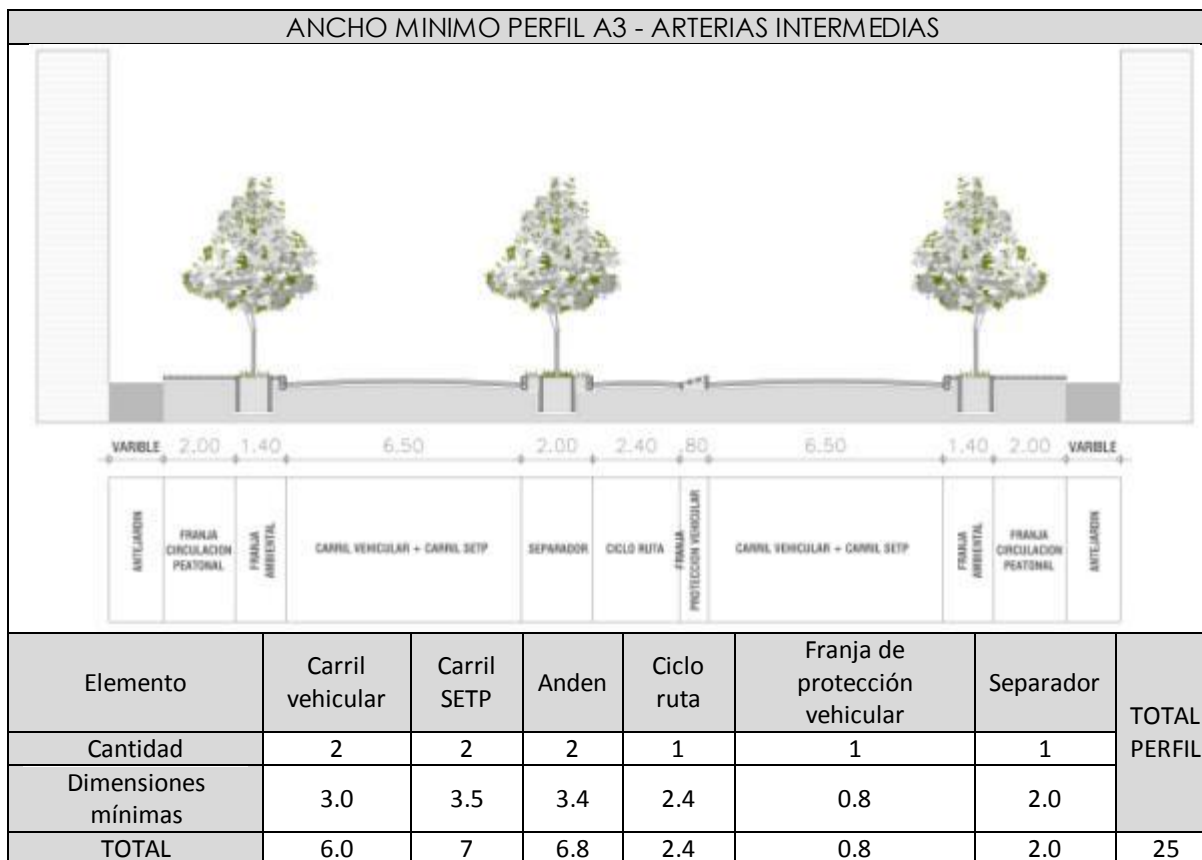 ANCHO MINIMO PERFIL A3 - ARTERIAS INTERMEDIAS
VARIBLE 2.00 1.40 6.50 2.00 2.40 .80 6.50 1.40 2.00 VARIBLE
ANTEJARDIN
FRANJA
CIRCULACION
PEATONAL
FRANJA
AMBIENTAL
CARRIL VEHICULAR + CARRIL SETP
SEPARADOR
CICLO RUTA
FRANJA
PROTECCION VEHICULAR
CARRIL VEHICULAR + CARRIL SETP
FRANJA
AMBIENTAL
FRANJA
CIRCULACION
PEATONAL
ANTEJARDIN
Elemento
Carril
vehicular
Carril
SETP
Anden
Ciclo
ruta
Franja de
protección
vehicular
Separador
TOTAL
PERFIL
Cantidad 2 2 2 1 1 1
Dimensiones
mínimas
3.0 3.5 3.4 2.4 0.8 2.0
TOTAL 6.0 7 6.8 2.4 0.8 2.0 25